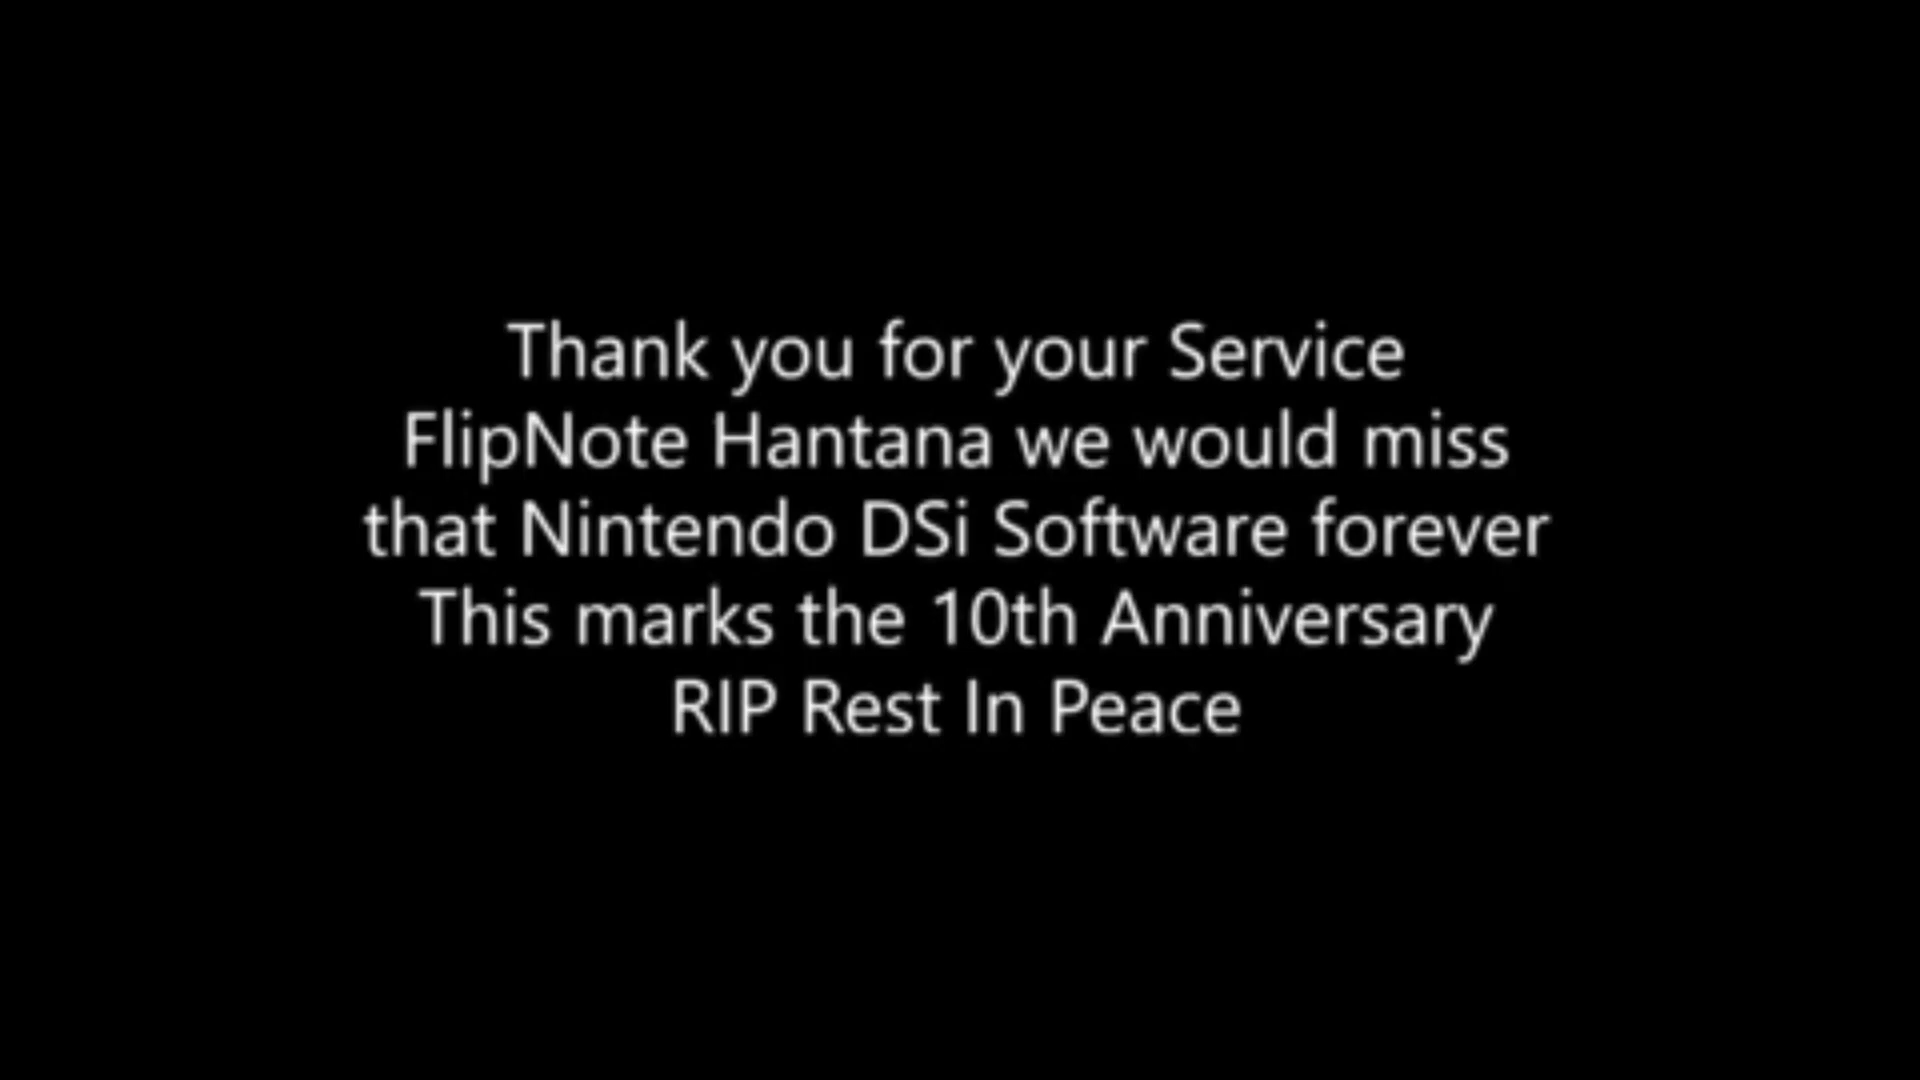 Thank you for your Service
FlipNote Hantana we would miss
that Nintendo DSi Software forever
This marks the 10th Anniversary
RIP Rest In Peace